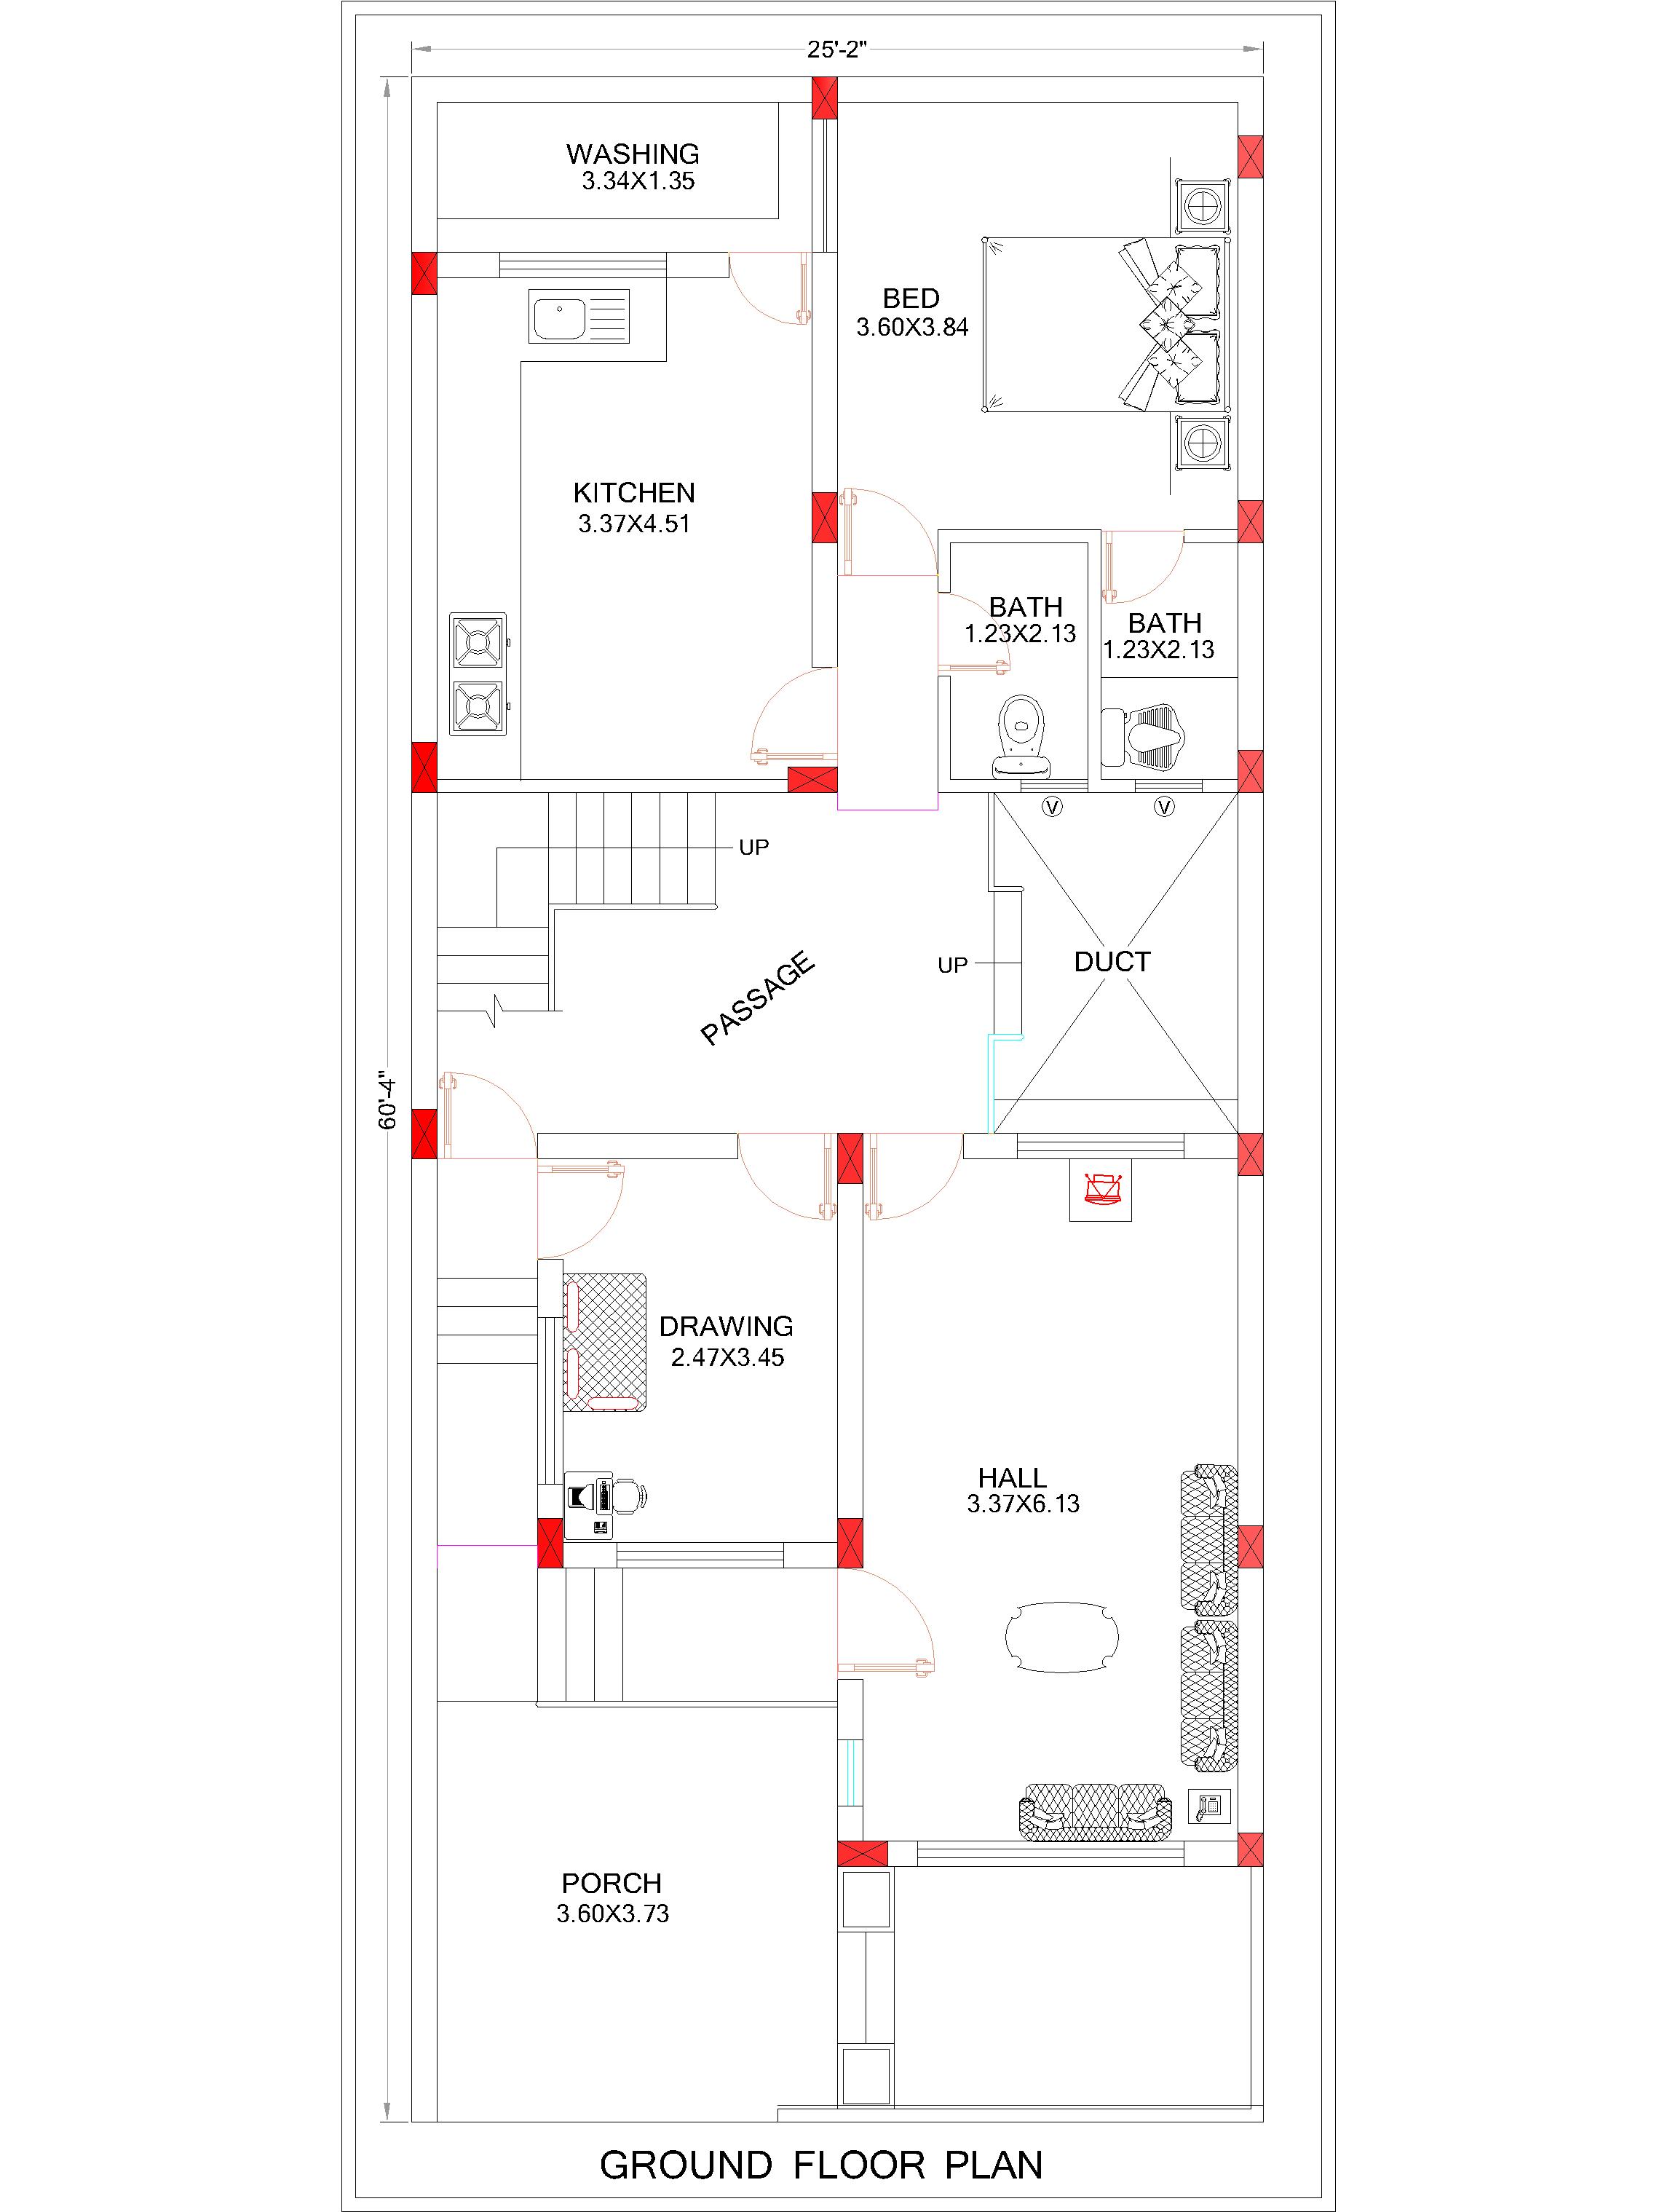 25'-2"
WASHING
3.34X1.35
BED
3.60X3.84
KITCHEN
3.37X4.51
BATH
1.23X2.13
BATH
1.23X2.13
V
V
UP
PASSAGE
UP
DUCT
60'-4"
DRAWING
2.47X3.45
HALL
3.37X6.13
PORCH
3.60X3.73
GROUND FLOOR PLAN